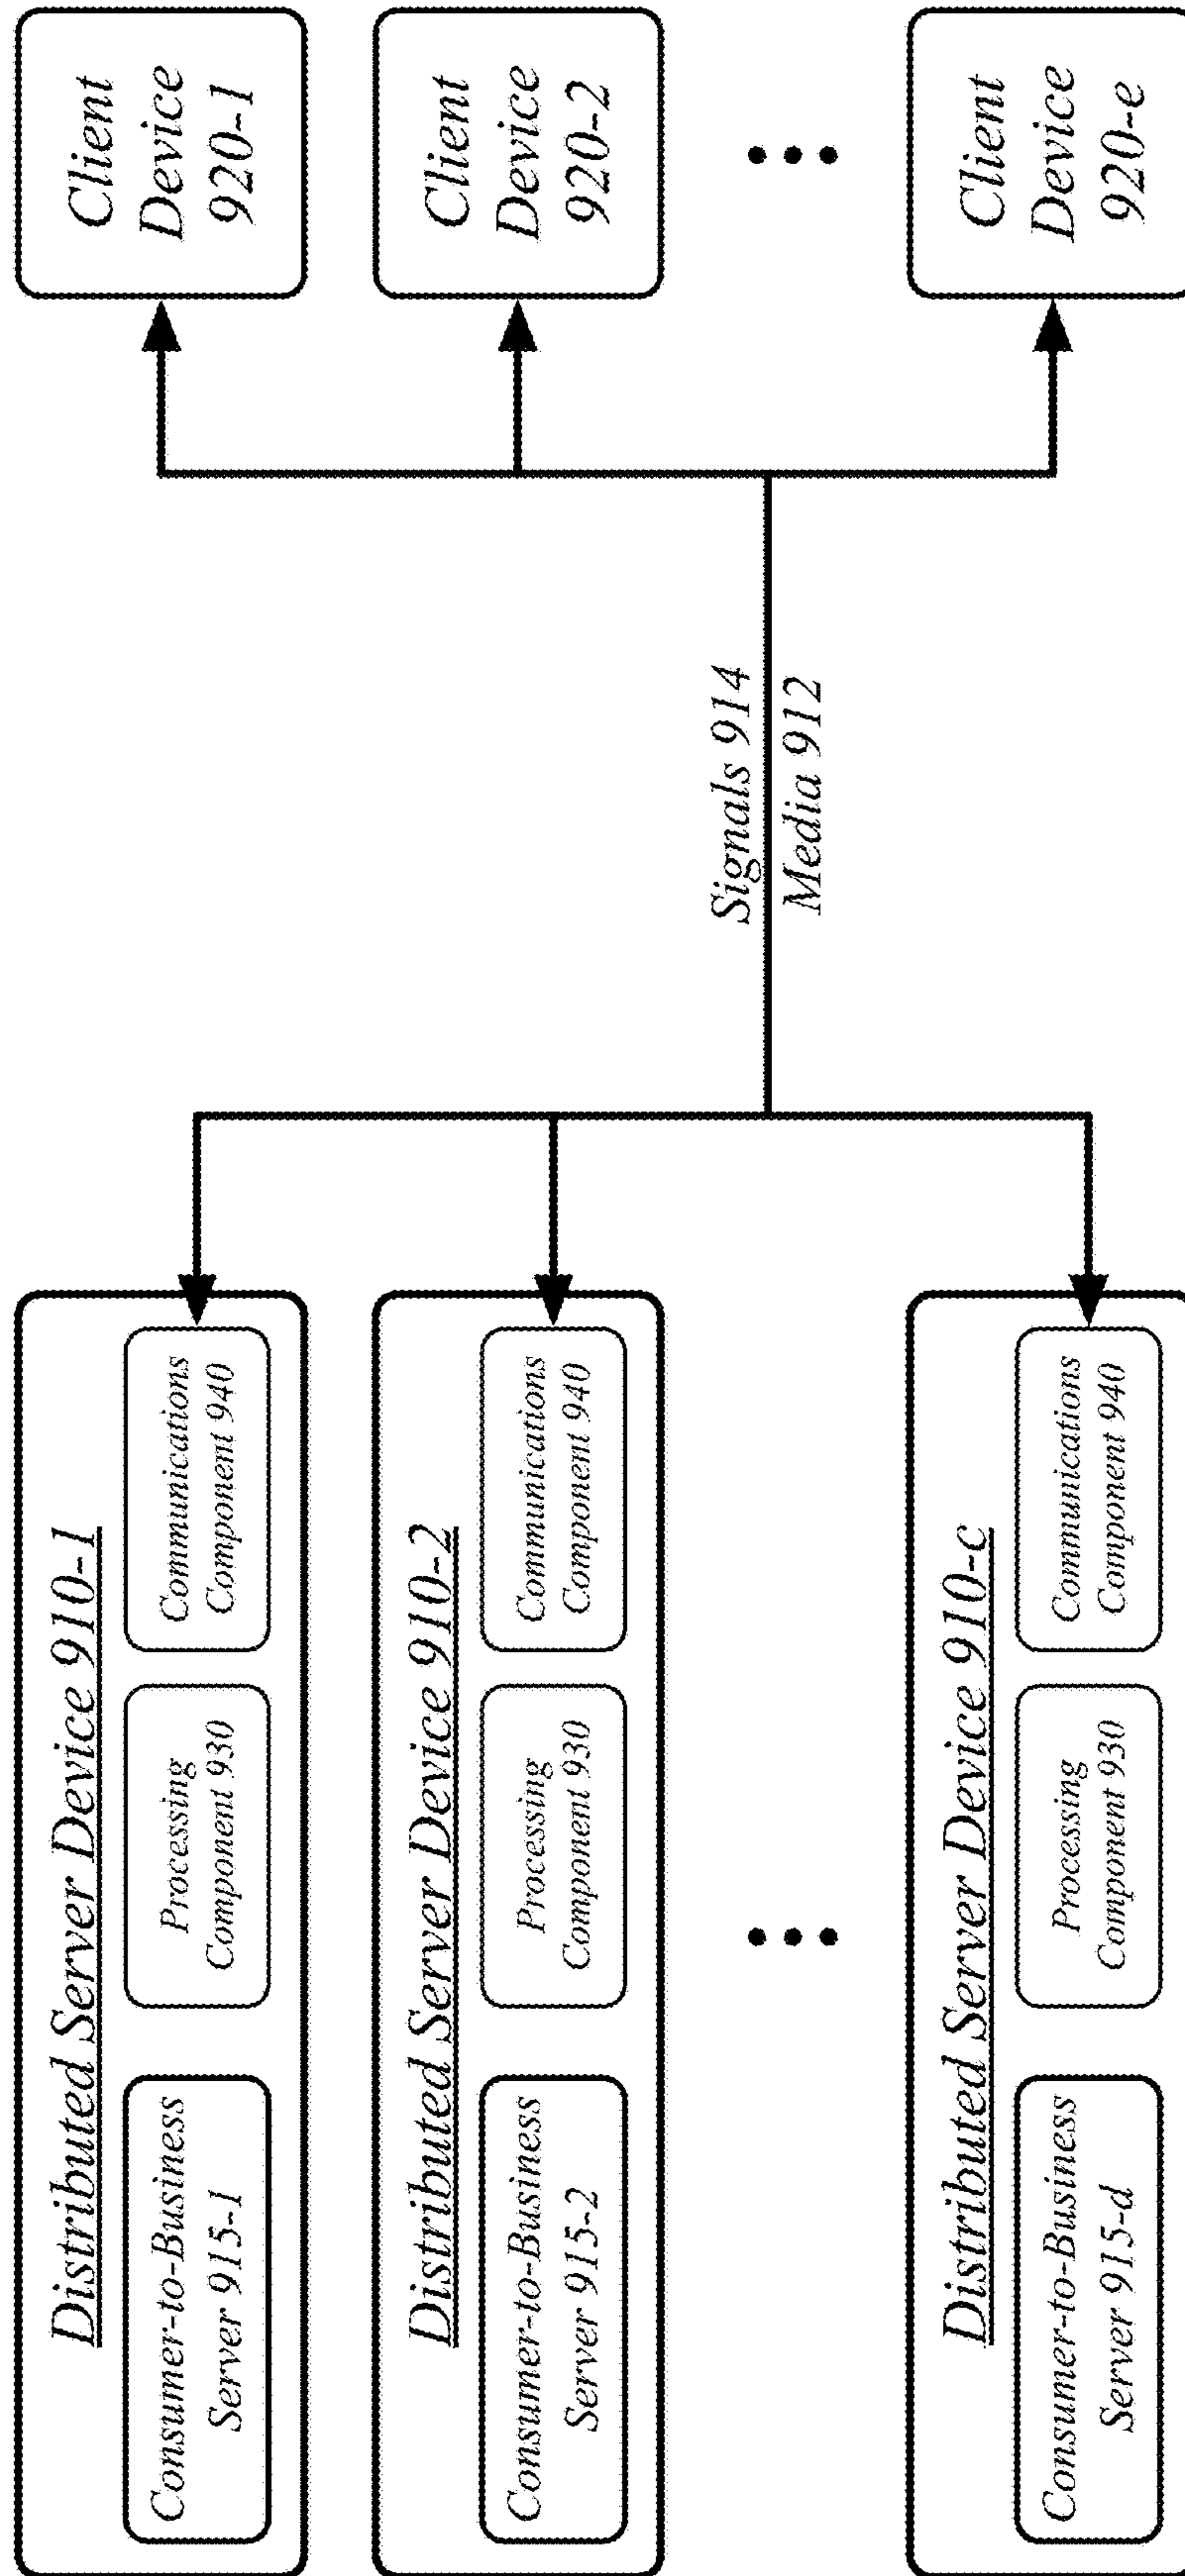 Distributed Server Device 910-1
Consumer-to-Business
Server 915-1
Processing
Component 930
Communications
Component 940
Distributed Server Device 910-2
Consumer-to-Business
Server 915-2
Processing
Component 930
Communications
Component 940
Distributed Server Device 910-c
Consumer-to-Business
Server 915-d
Processing
Component 930
Communications
Component 940
Signals 914
Media 912
Client
Device
920-1
Client
Device
920-2
Client
Device
920-e